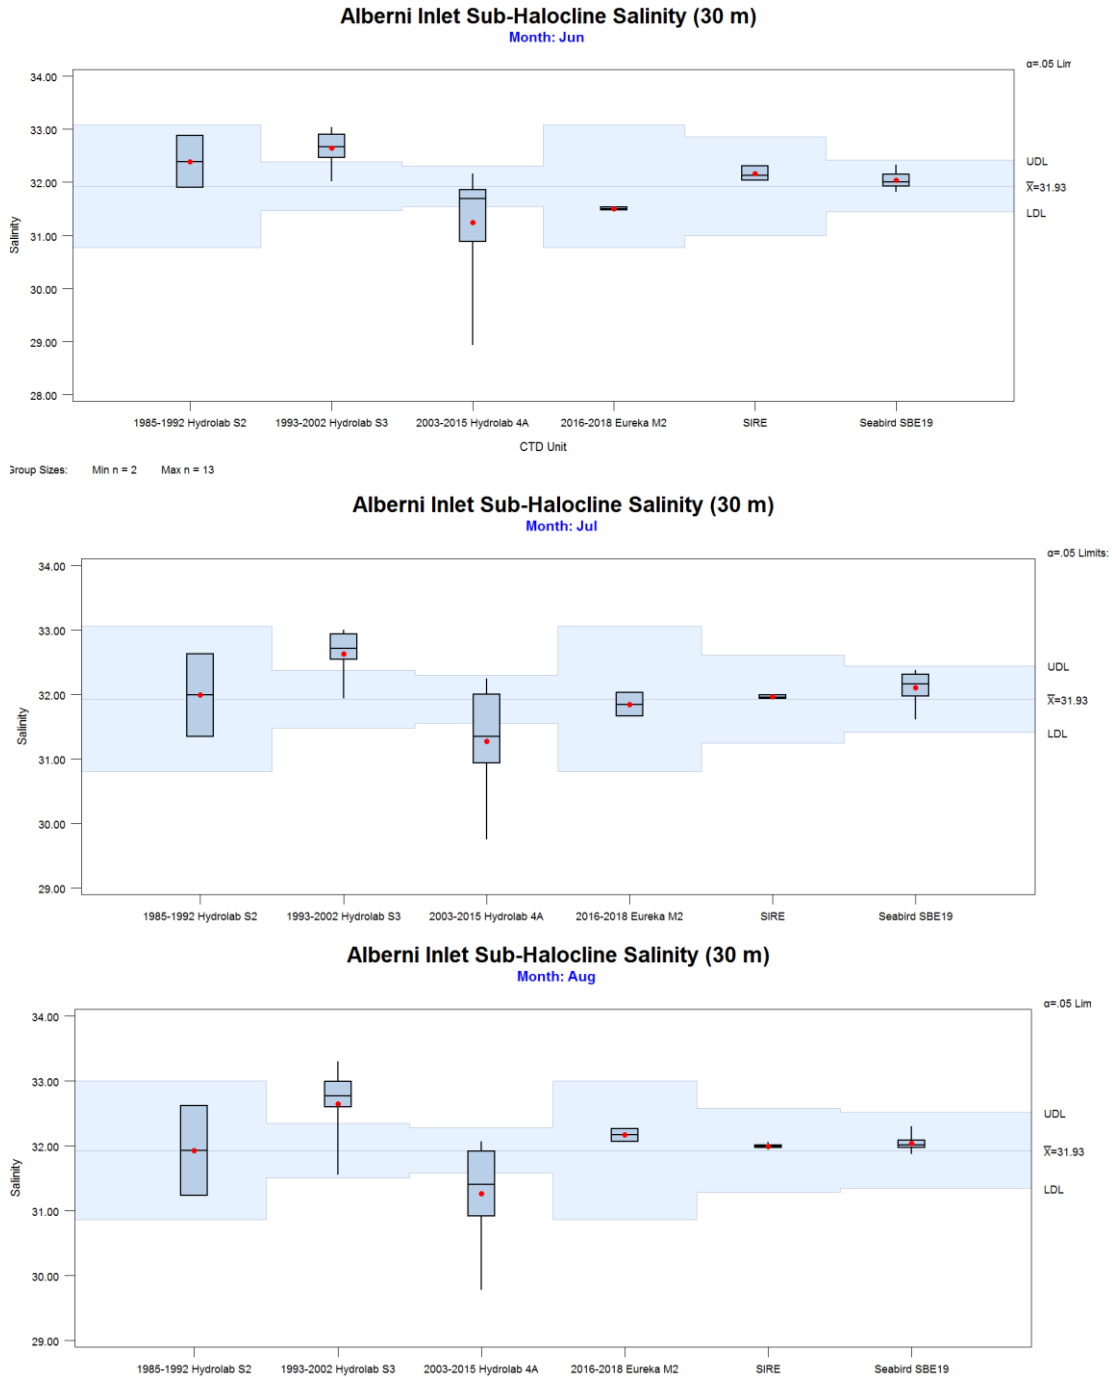 Alberni Inlet Sub-Halocline Salinity (30 m)
Month: Jun
α=.05 Lim
34.00
33.00
32.00
31.00
30.00
29.00
28.00
Salinity
UDL
X̅=31.93
LDL
1985-1992 Hydrolab S2 1993-2002 Hydrolab S3 2003-2015 Hydrolab 4A 2016-2018 Eureka M2 SIRE Seabird SBE19
CTD Unit
Group Sizes: Min n = 2 Max n = 13
Alberni Inlet Sub-Halocline Salinity (30 m)
Month: Jul
α=.05 Limits:
34.00
33.00
32.00
31.00
30.00
29.00
Salinity
UDL
X̅=31.93
LDL
1985-1992 Hydrolab S2 1993-2002 Hydrolab S3 2003-2015 Hydrolab 4A 2016-2018 Eureka M2 SIRE Seabird SBE19
Alberni Inlet Sub-Halocline Salinity (30 m)
Month: Aug
α=.05 Lim
34.00
33.00
32.00
31.00
30.00
29.00
Salinity
UDL
X̅=31.93
LDL
1985-1992 Hydrolab S2 1993-2002 Hydrolab S3 2003-2015 Hydrolab 4A 2016-2018 Eureka M2 SIRE Seabird SBE19